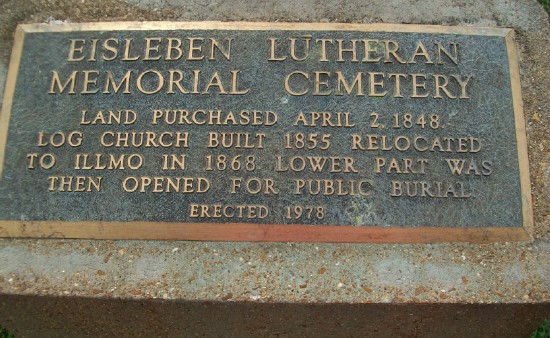 EISLEBEN LUTHERAN
MEMORIAL CEMETERY
LAND PURCHASED APRIL 2, 1848.
LOG CHURCH BUILT 1855 RELOCATED
TO ILLMO IN 1868 LOWER PART WAS
THEN OPENED FOR PUBLIC BURIAL.
ERECTED 1978